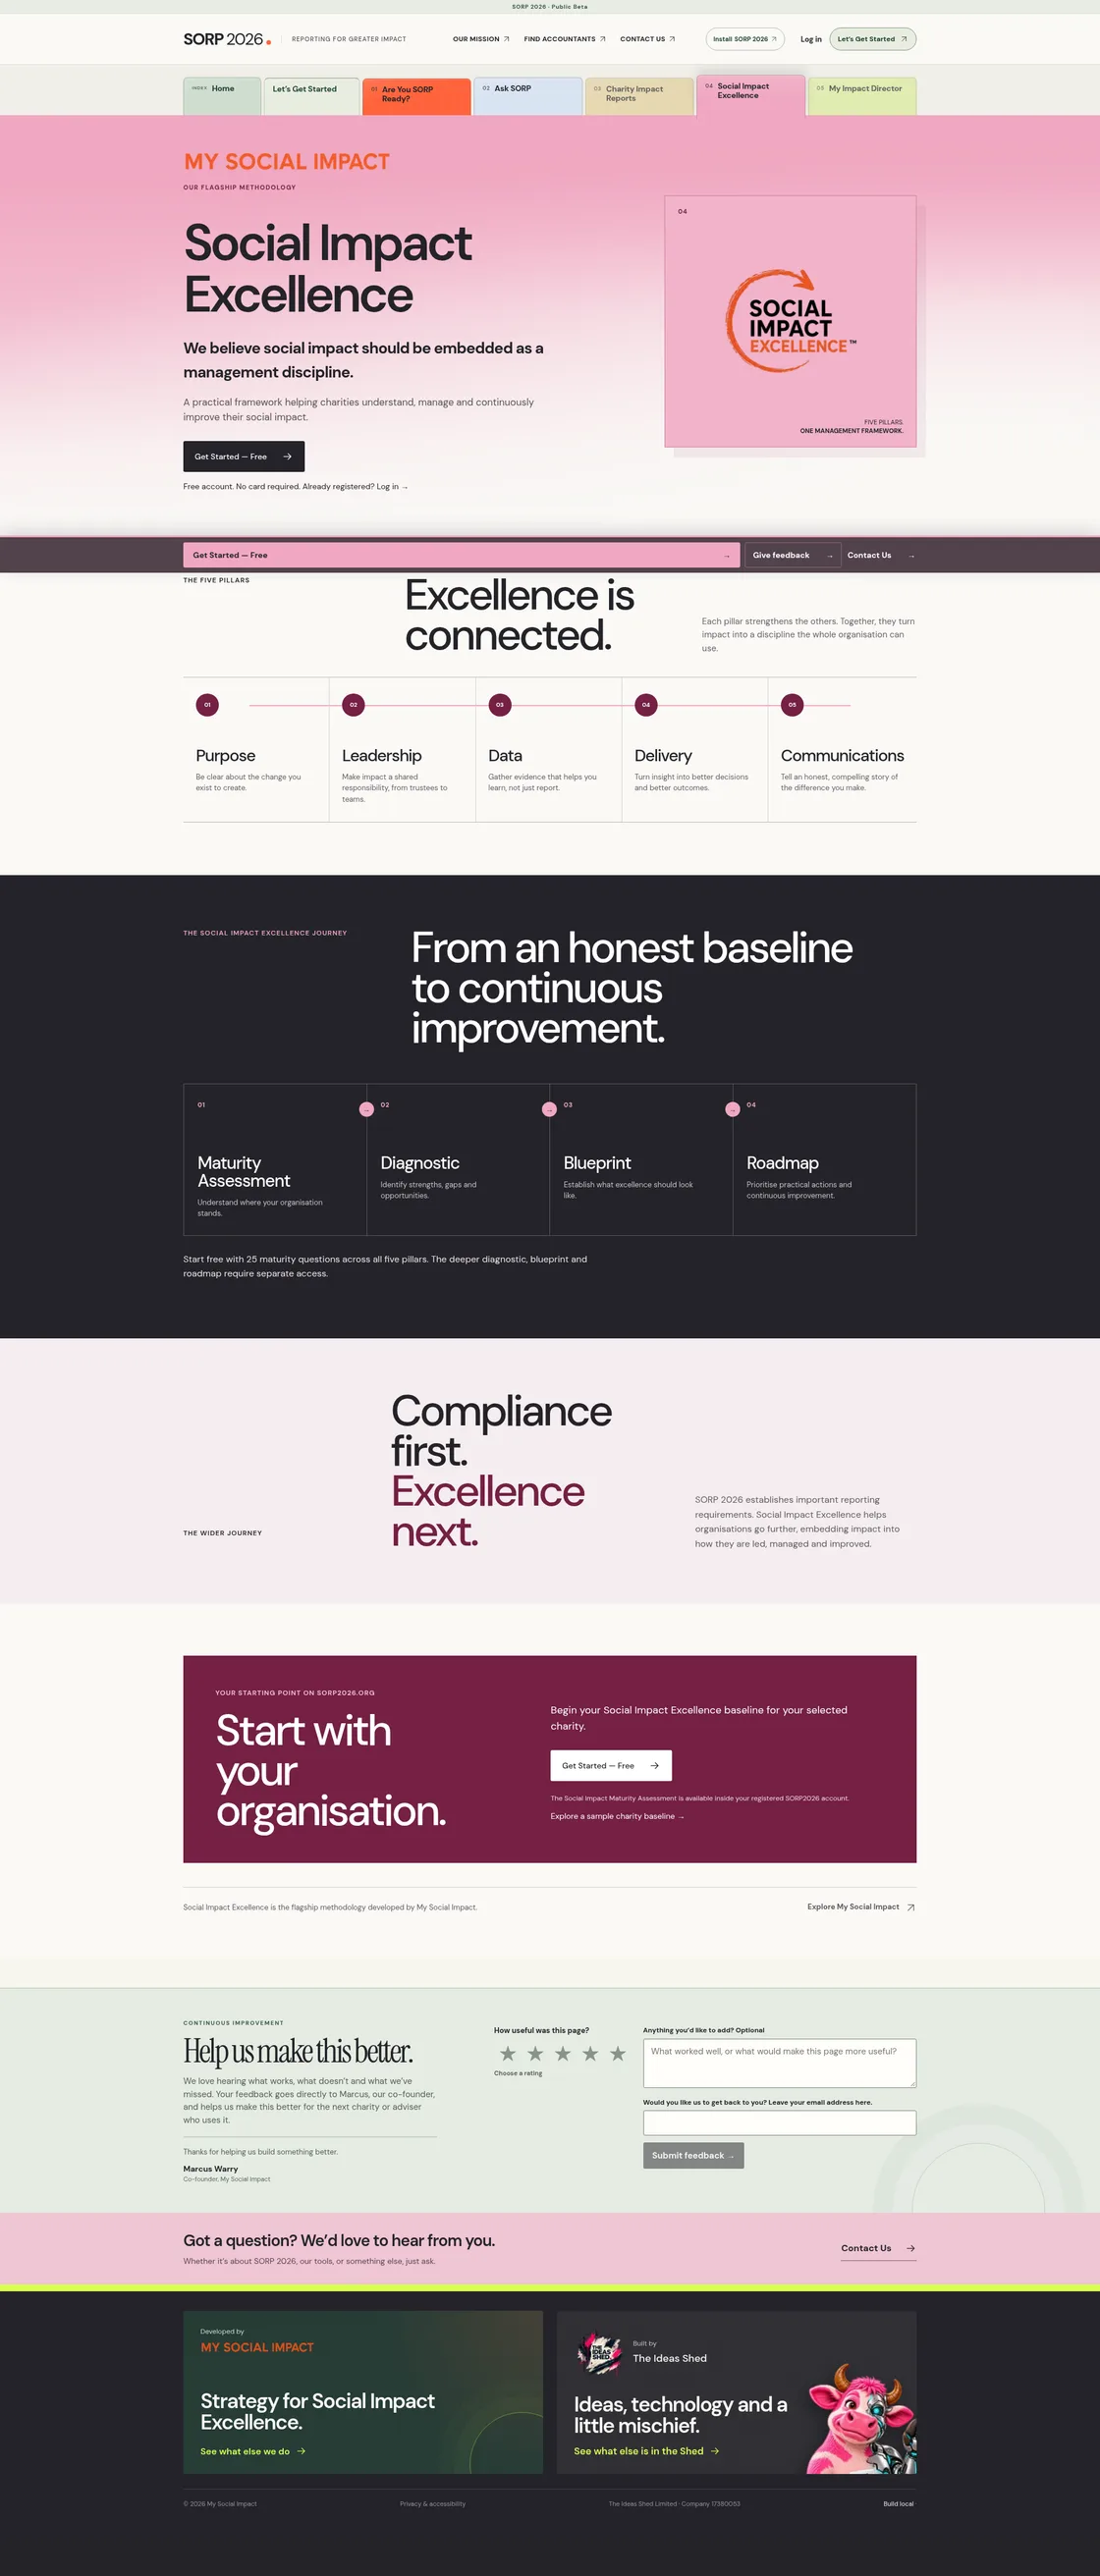 SORP 2026 · Public Beta
SORP 2026
REPORTING FOR GREATER IMPACT
OUR MISSION
FIND ACCOUNTANTS
CONTACT US
Install SORP 2026
Log in
Let's Get Started
INDEX Home
Let's Get Started
01 Are You SORP
Ready?
02 Ask SORP
03 Charity Impact
Reports
04 Social Impact
Excellence
05 My Impact Director
MY SOCIAL IMPACT
OUR FLAGSHIP METHODOLOGY
Social Impact
Excellence
We believe social impact should be embedded as a
management discipline.
A practical framework helping charities understand, manage and continuously
improve their social impact.
Get Started — Free →
Free account. No card required. Already registered? Log in →
04
SOCIAL
IMPACT
EXCELLENCE™
FIVE PILLARS.
ONE MANAGEMENT FRAMEWORK.
Get Started — Free →
Give feedback →
Contact Us →
THE FIVE PILLARS
Excellence is
connected.
Each pillar strengthens the others. Together, they turn
impact into a discipline the whole organisation can
use.
01
Purpose
Be clear about the change you
exist to create.
02
Leadership
Make impact a shared
responsibility, from trustees to
teams.
03
Data
Gather evidence that helps you
learn, not just report.
04
Delivery
Turn insight into better decisions
and better outcomes.
05
Communications
Tell an honest, compelling story of
the difference you make.
THE SOCIAL IMPACT EXCELLENCE JOURNEY
From an honest baseline
to continuous
improvement.
01
Maturity
Assessment
Understand where your organisation
stands.
→
02
Diagnostic
Identify strengths, gaps and
opportunities.
→
03
Blueprint
Establish what excellence should look
like.
→
04
Roadmap
Prioritise practical actions and
continuous improvement.
Start free with 25 maturity questions across all five pillars. The deeper diagnostic, blueprint and
roadmap require separate access.
THE WIDER JOURNEY
Compliance
first.
Excellence
next.
SORP 2026 establishes important reporting
requirements. Social Impact Excellence helps
organisations go further, embedding impact into
how they are led, managed and improved.
YOUR STARTING POINT ON SORP2026.ORG
Start with
your
organisation.
Begin your Social Impact Excellence baseline for your selected
charity.
Get Started — Free →
The Social Impact Maturity Assessment is available inside your registered SORP2026 account.
Explore a sample charity baseline →
Social Impact Excellence is the flagship methodology developed by My Social Impact.
Explore My Social Impact
CONTINUOUS IMPROVEMENT
Help us make this better.
We love hearing what works, what doesn't and what we've
missed. Your feedback goes directly to Marcus, our co-founder,
and helps us make this better for the next charity or adviser
who uses it.
Thanks for helping us build something better.
Marcus Warry
Co-founder, My Social Impact
How useful was this page?
★ ★ ★ ★ ★
Choose a rating
Anything you'd like to add? Optional
What worked well, or what would make this page more useful?
Would you like us to get back to you? Leave your email address here.
Submit feedback →
Got a question? We'd love to hear from you.
Whether it's about SORP 2026, our tools, or something else, just ask.
Contact Us →
Developed by
MY SOCIAL IMPACT
Strategy for Social Impact
Excellence.
See what else we do →
THE
IDEAS
SHED
Built by
The Ideas Shed
Ideas, technology and a
little mischief.
See what else is in the Shed →
© 2026 My Social Impact
Privacy & accessibility
The Ideas Shed Limited · Company 17380053
Build local